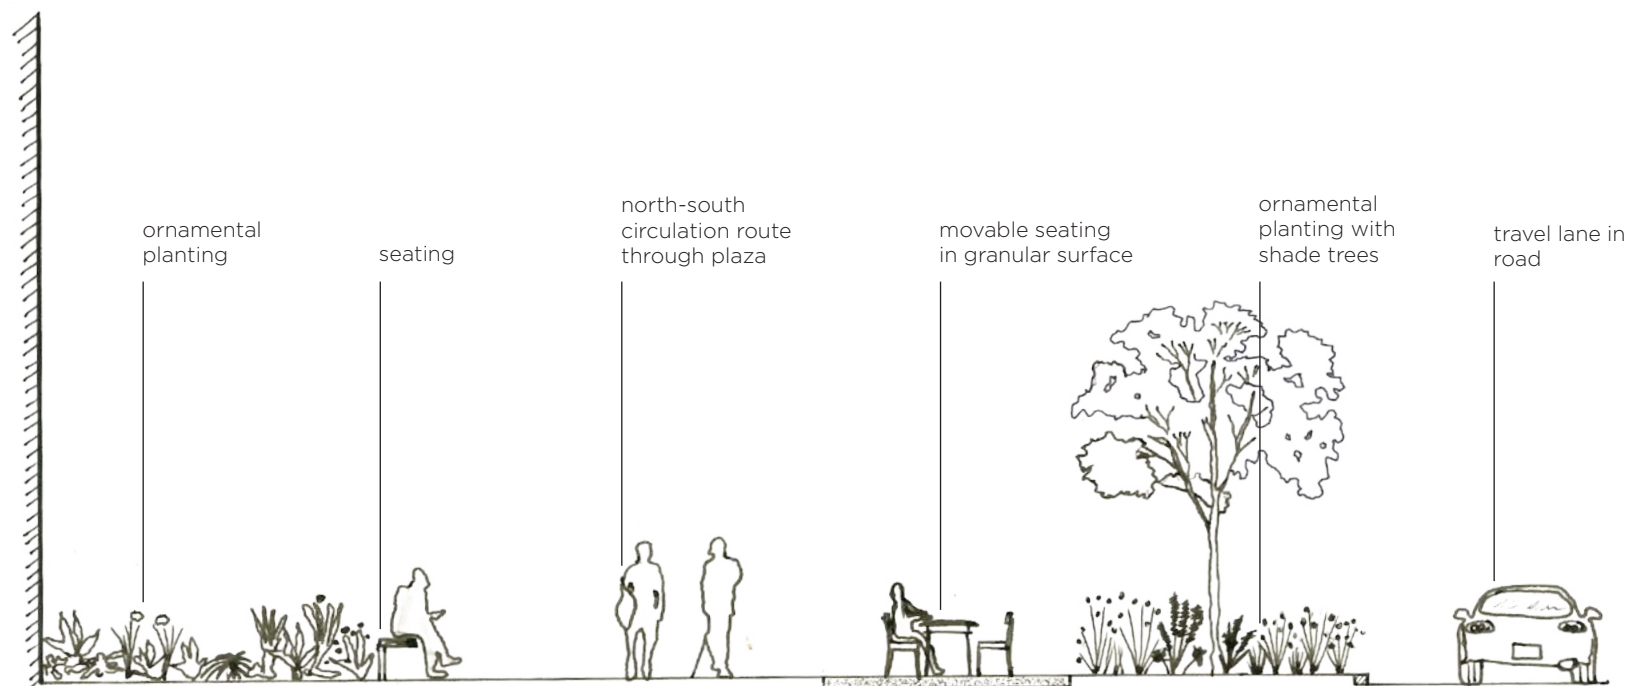 ornamental
planting
seating
north-south
circulation route
through plaza
movable seating
in granular surface
ornamental
planting with
shade trees
travel lane in
road